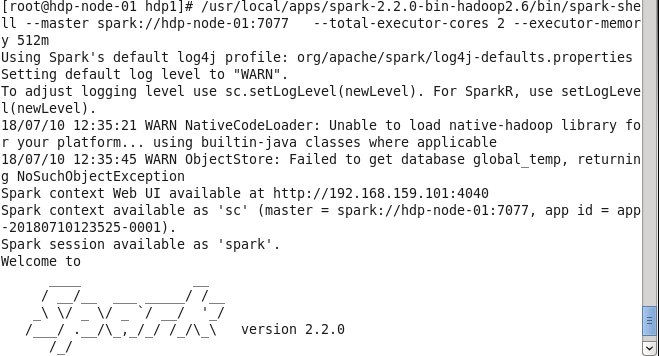 [root@hdp-node-01 hdp1]# /usr/local/apps/spark-2.2.0-bin-hadoop2.6/bin/spark-she
ll --master spark://hdp-node-01:7077   --total-executor-cores 2 --executor-memor
y 512m
Using Spark's default log4j profile: org/apache/spark/log4j-defaults.properties
Setting default log level to "WARN".
To adjust logging level use sc.setLogLevel(newLevel). For SparkR, use setLogLeve
l(newLevel).
18/07/10 12:35:21 WARN NativeCodeLoader: Unable to load native-hadoop library fo
r your platform... using builtin-java classes where applicable
18/07/10 12:35:45 WARN ObjectStore: Failed to get database global_temp, returnin
g NoSuchObjectException
Spark context Web UI available at http://192.168.159.101:4040
Spark context available as 'sc' (master = spark://hdp-node-01:7077, app id = app
-20180710123525-0001).
Spark session available as 'spark'.
Welcome to
      ____              __
     / __/__  ___ _____/ /__
    _\ \/ _ \/ _ `/ __/  '_/
   /___/ .__/\_,_/_/ /_/\_\   version 2.2.0
      /_/